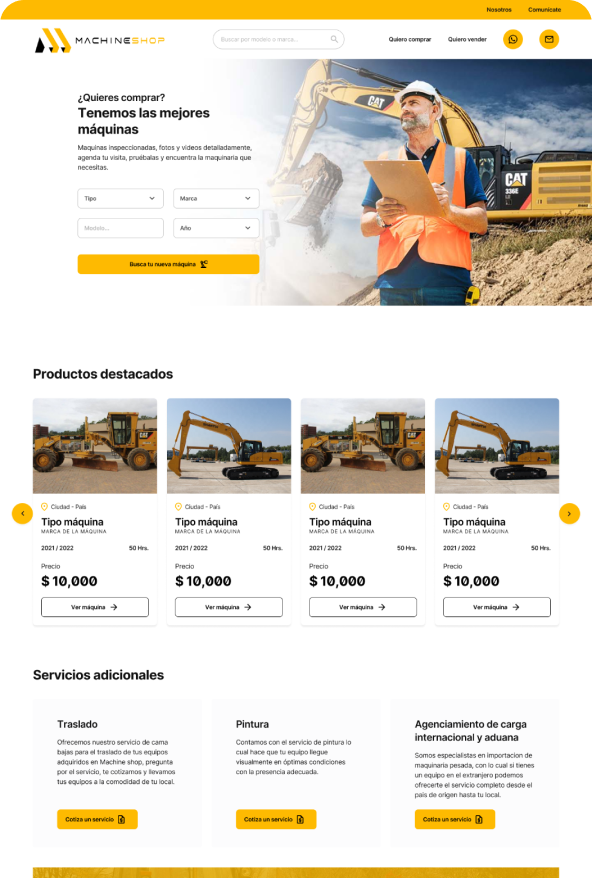 Nosotros Comunícate
MACHINESHOP
Buscar por modelo o marca...
Quiero comprar Quiero vender
¿Quieres comprar?
Tenemos las mejores
máquinas
Maquinas inspeccionadas, fotos y videos detalladamente,
agenda tu visita, pruébalas y encuentra la maquinaria que
necesitas.
Tipo Marca
Modelo... Año
Busca tu nueva máquina
CAT
CAT
336E
Productos destacados
Ciudad - País Ciudad - País Ciudad - País Ciudad - País
Tipo máquina Tipo máquina Tipo máquina Tipo máquina
MARCA DE LA MÁQUINA MARCA DE LA MÁQUINA MARCA DE LA MÁQUINA MARCA DE LA MÁQUINA
2021 / 2022 50 Hrs. 2021 / 2022 50 Hrs. 2021 / 2022 50 Hrs. 2021 / 2022 50 Hrs.
Precio Precio Precio Precio
$ 10,000 $ 10,000 $ 10,000 $ 10,000
Ver máquina Ver máquina Ver máquina Ver máquina
Servicios adicionales
Traslado
Ofrecemos nuestro servicio de cama
bajas para el traslado de tus equipos
adquiridos en Machine shop, pregunta
por el servicio, te cotizamos y llevamos
tus equipos a la comodidad de tu local.
Cotiza un servicio
Pintura
Contamos con el servicio de pintura lo
cual hace que tu equipo llegue
visualmente en óptimas condiciones
con la presencia adecuada.
Cotiza un servicio
Agenciamiento de carga
internacional y aduana
Somos especialistas en Importacion de
maquinaria pesada, con lo cual si tienes
un equipo en el extranjero podemos
ofrecerte el servicio completo desde el
país de origen hasta tu local.
Cotiza un servicio